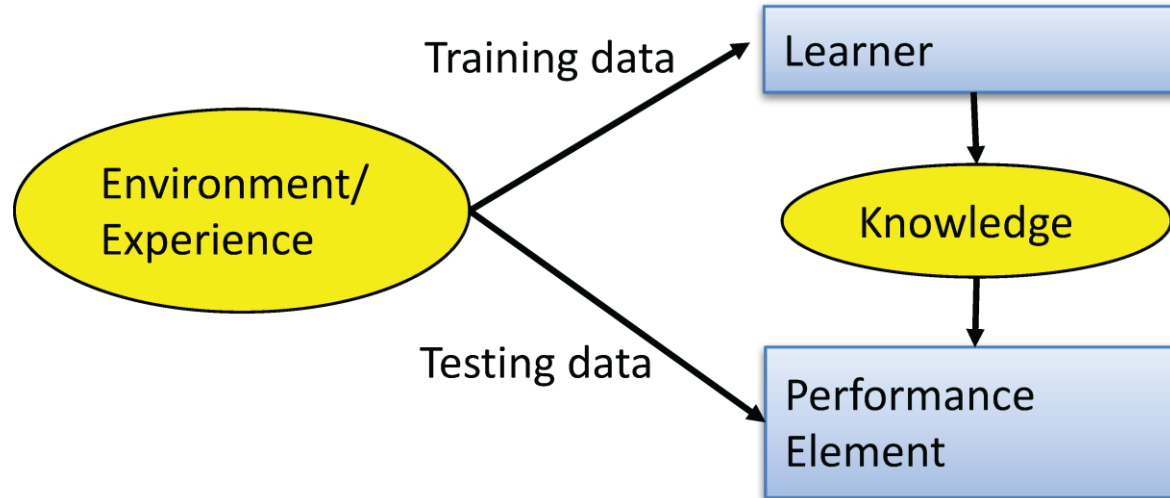 Training data
Learner
Environment/
Experience
Knowledge
Testing data
Performance
Element